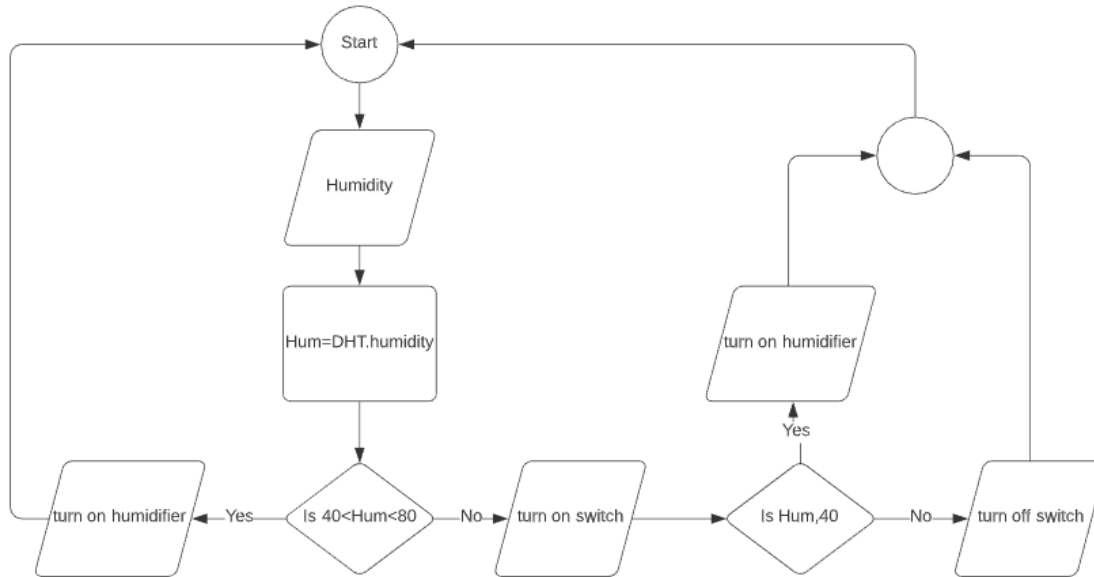 Start
Humidity
Hum=DHT.humidity
turn on humidifier
Yes
turn on humidifier
Yes
Is 40<Hum<80
No
turn on switch
Is Hum,40
No
turn off switch